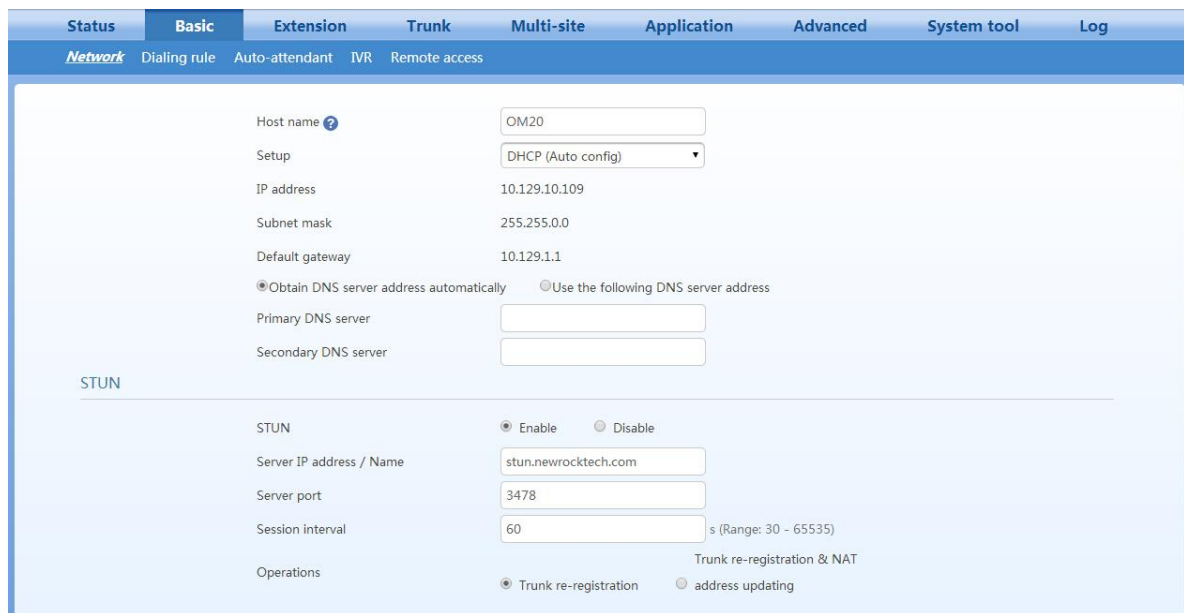 Status Basic Extension Trunk Multi-site Application Advanced System tool Log
Network Dialing rule Auto-attendant IVR Remote access
Host name ? OM20
Setup DHCP (Auto config)
IP address 10.129.10.109
Subnet mask 255.255.0.0
Default gateway 10.129.1.1
Obtain DNS server address automatically Use the following DNS server address
Primary DNS server
Secondary DNS server
STUN
STUN Enable Disable
Server IP address / Name stun.newrocktech.com
Server port 3478
Session interval 60 s (Range: 30 - 65535)
Operations Trunk re-registration Trunk re-registration & NAT
address updating